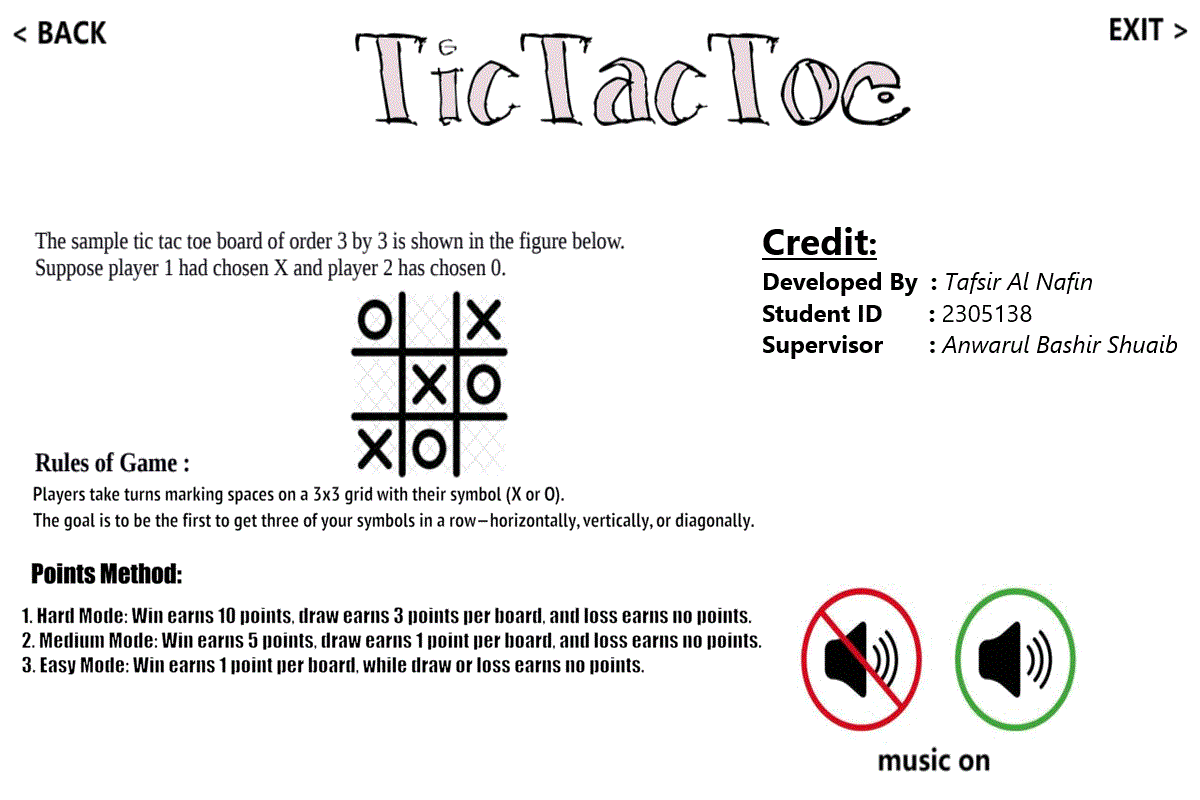 < BACK
EXIT >
TicTacToe
The sample tic tac toe board of order 3 by 3 is shown in the figure below.
Suppose player 1 had chosen X and player 2 has chosen 0.
O X
X O
X O
Credit:
Developed By : Tafsir Al Nafin
Student ID : 2305138
Supervisor : Anwarul Bashir Shuaib
Rules of Game :
Players take turns marking spaces on a 3x3 grid with their symbol (X or O).
The goal is to be the first to get three of your symbols in a row—horizontally, vertically, or diagonally.
Points Method:
1. Hard Mode: Win earns 10 points, draw earns 3 points per board, and loss earns no points.
2. Medium Mode: Win earns 5 points, draw earns 1 point per board, and loss earns no points.
3. Easy Mode: Win earns 1 point per board, while draw or loss earns no points.
music on